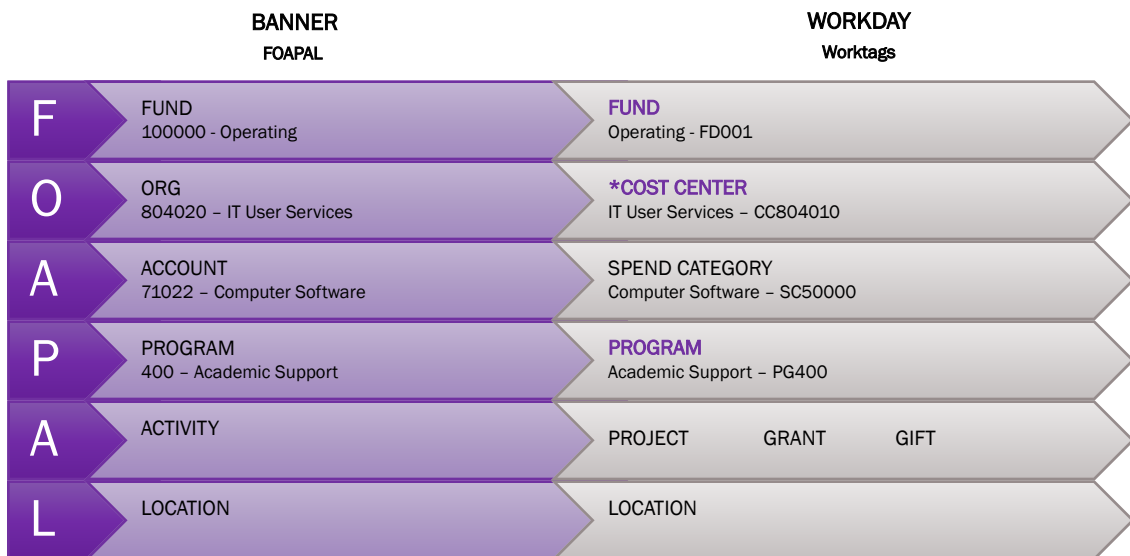 BANNER
FOAPAL
WORKDAY
Worktags
F
FUND
100000 - Operating
FUND
Operating - FD001
O
ORG
804020 – IT User Services
*COST CENTER
IT User Services – CC804010
A
ACCOUNT
71022 – Computer Software
SPEND CATEGORY
Computer Software – SC50000
P
PROGRAM
400 – Academic Support
PROGRAM
Academic Support – PG400
A
ACTIVITY
PROJECT GRANT GIFT
L
LOCATION
LOCATION